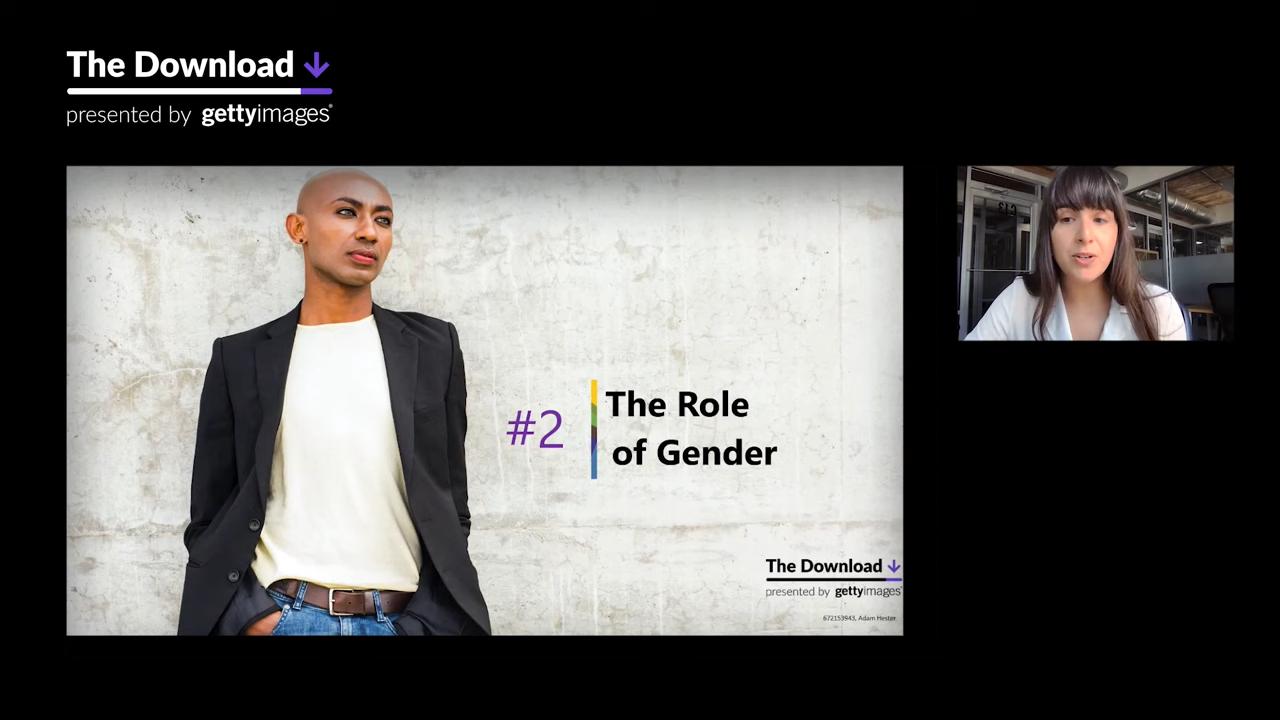 The Download
presented by gettyimages®
#2
The Role
of Gender
The Download
presented by gettyimages®
672153943, Adam Hester